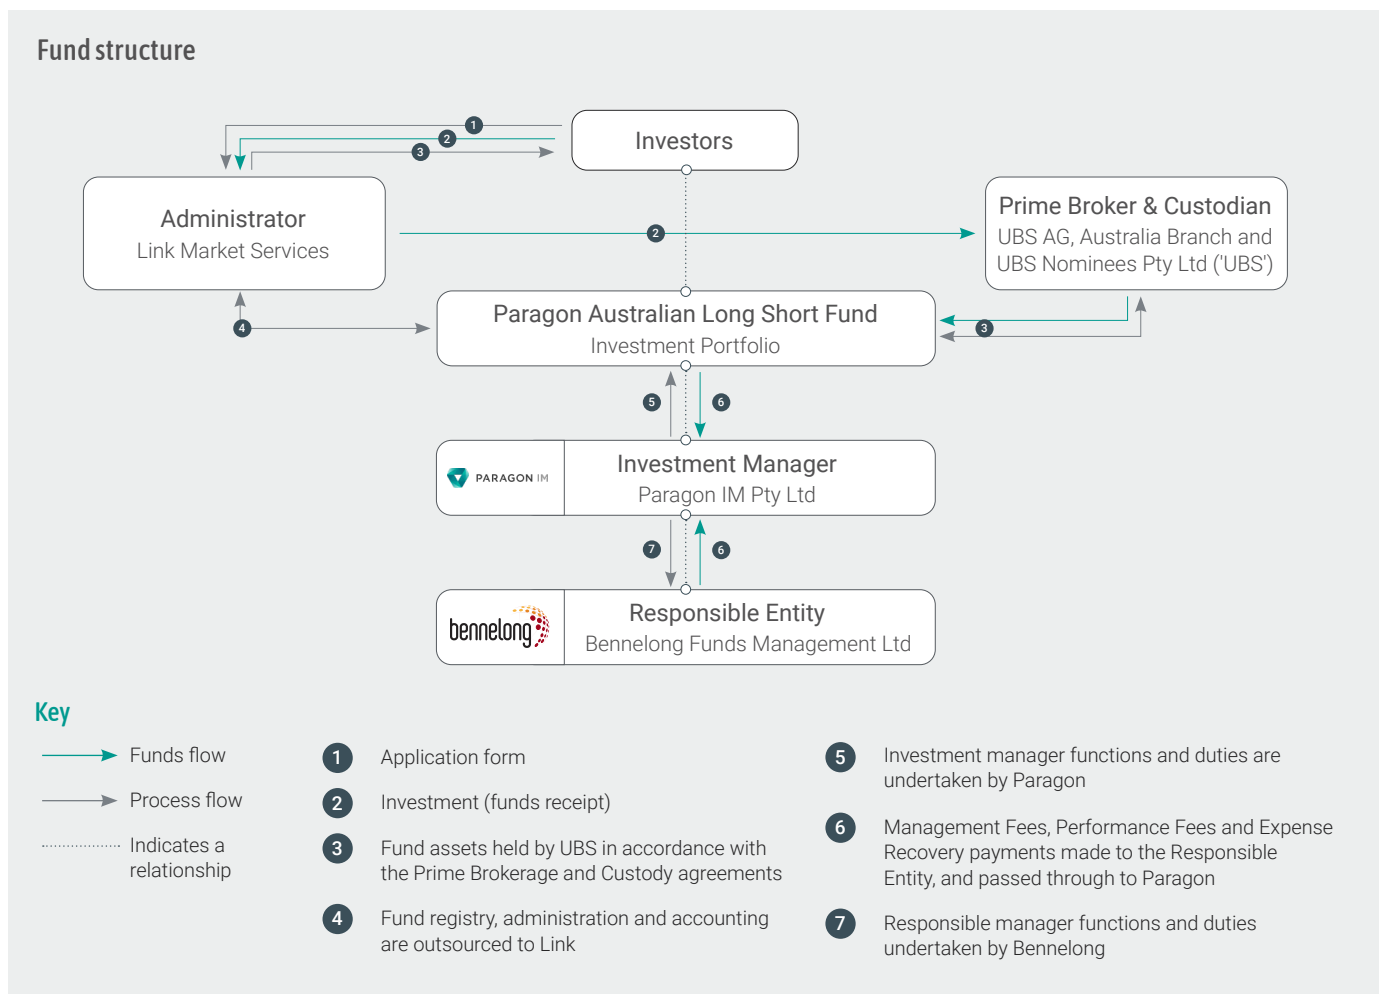 Fund structure
1
2
3
Investors
Administrator
Link Market Services
2
Prime Broker & Custodian
UBS AG, Australia Branch and
UBS Nominees Pty Ltd ('UBS')
4
Paragon Australian Long Short Fund
Investment Portfolio
3
5
6
PARAGON IM
Investment Manager
Paragon IM Pty Ltd
7
6
bennelong
Responsible Entity
Bennelong Funds Management Ltd
Key
Funds flow
Process flow
Indicates a
relationship
1 Application form
2 Investment (funds receipt)
3 Fund assets held by UBS in accordance with
the Prime Brokerage and Custody agreements
4 Fund registry, administration and accounting
are outsourced to Link
5 Investment manager functions and duties are
undertaken by Paragon
6 Management Fees, Performance Fees and Expense
Recovery payments made to the Responsible
Entity, and passed through to Paragon
7 Responsible manager functions and duties
undertaken by Bennelong